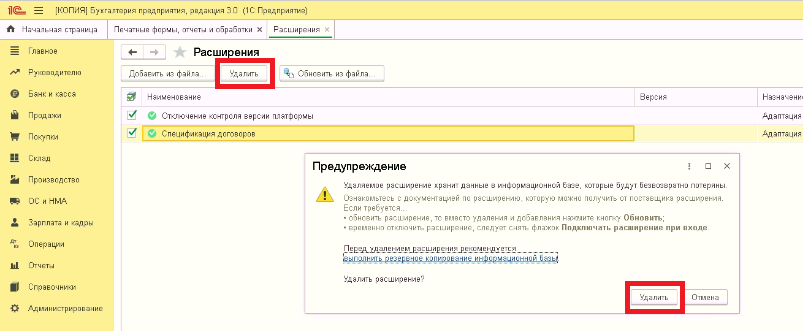 1С [КОПИЯ] Бухгалтерия предприятия, редакция 3.0 (1С:Предприятие)
Начальная страница Печатные формы, отчеты и обработки × Расширения ×
Главное
Руководителю
Банк и касса
Продажи
Покупки
Склад
Производство
ОС и НМА
Зарплата и кадры
Операции
Отчеты
Справочники
Администрирование
Расширения
Добавить из файла... Удалить Обновить из файла...
Наименование Версия Назначение
Отключение контроля версии платформы Адаптация
Спецификация договоров Адаптация
Предупреждение
Удаляемое расширение хранит данные в информационной базе, которые будут безвозвратно потеряны.
Ознакомьтесь с документацией по расширению, которую можно получить от поставщика расширения.
Если требуется...
• обновить расширение, то вместо удаления и добавления нажмите кнопку Обновить;
• временно отключить расширение, следует снять флажок Подключать расширение при входе.
Перед удалением расширения рекомендуется
выполнить резервное копирование информационной базы
Удалить расширение?
Удалить Отмена